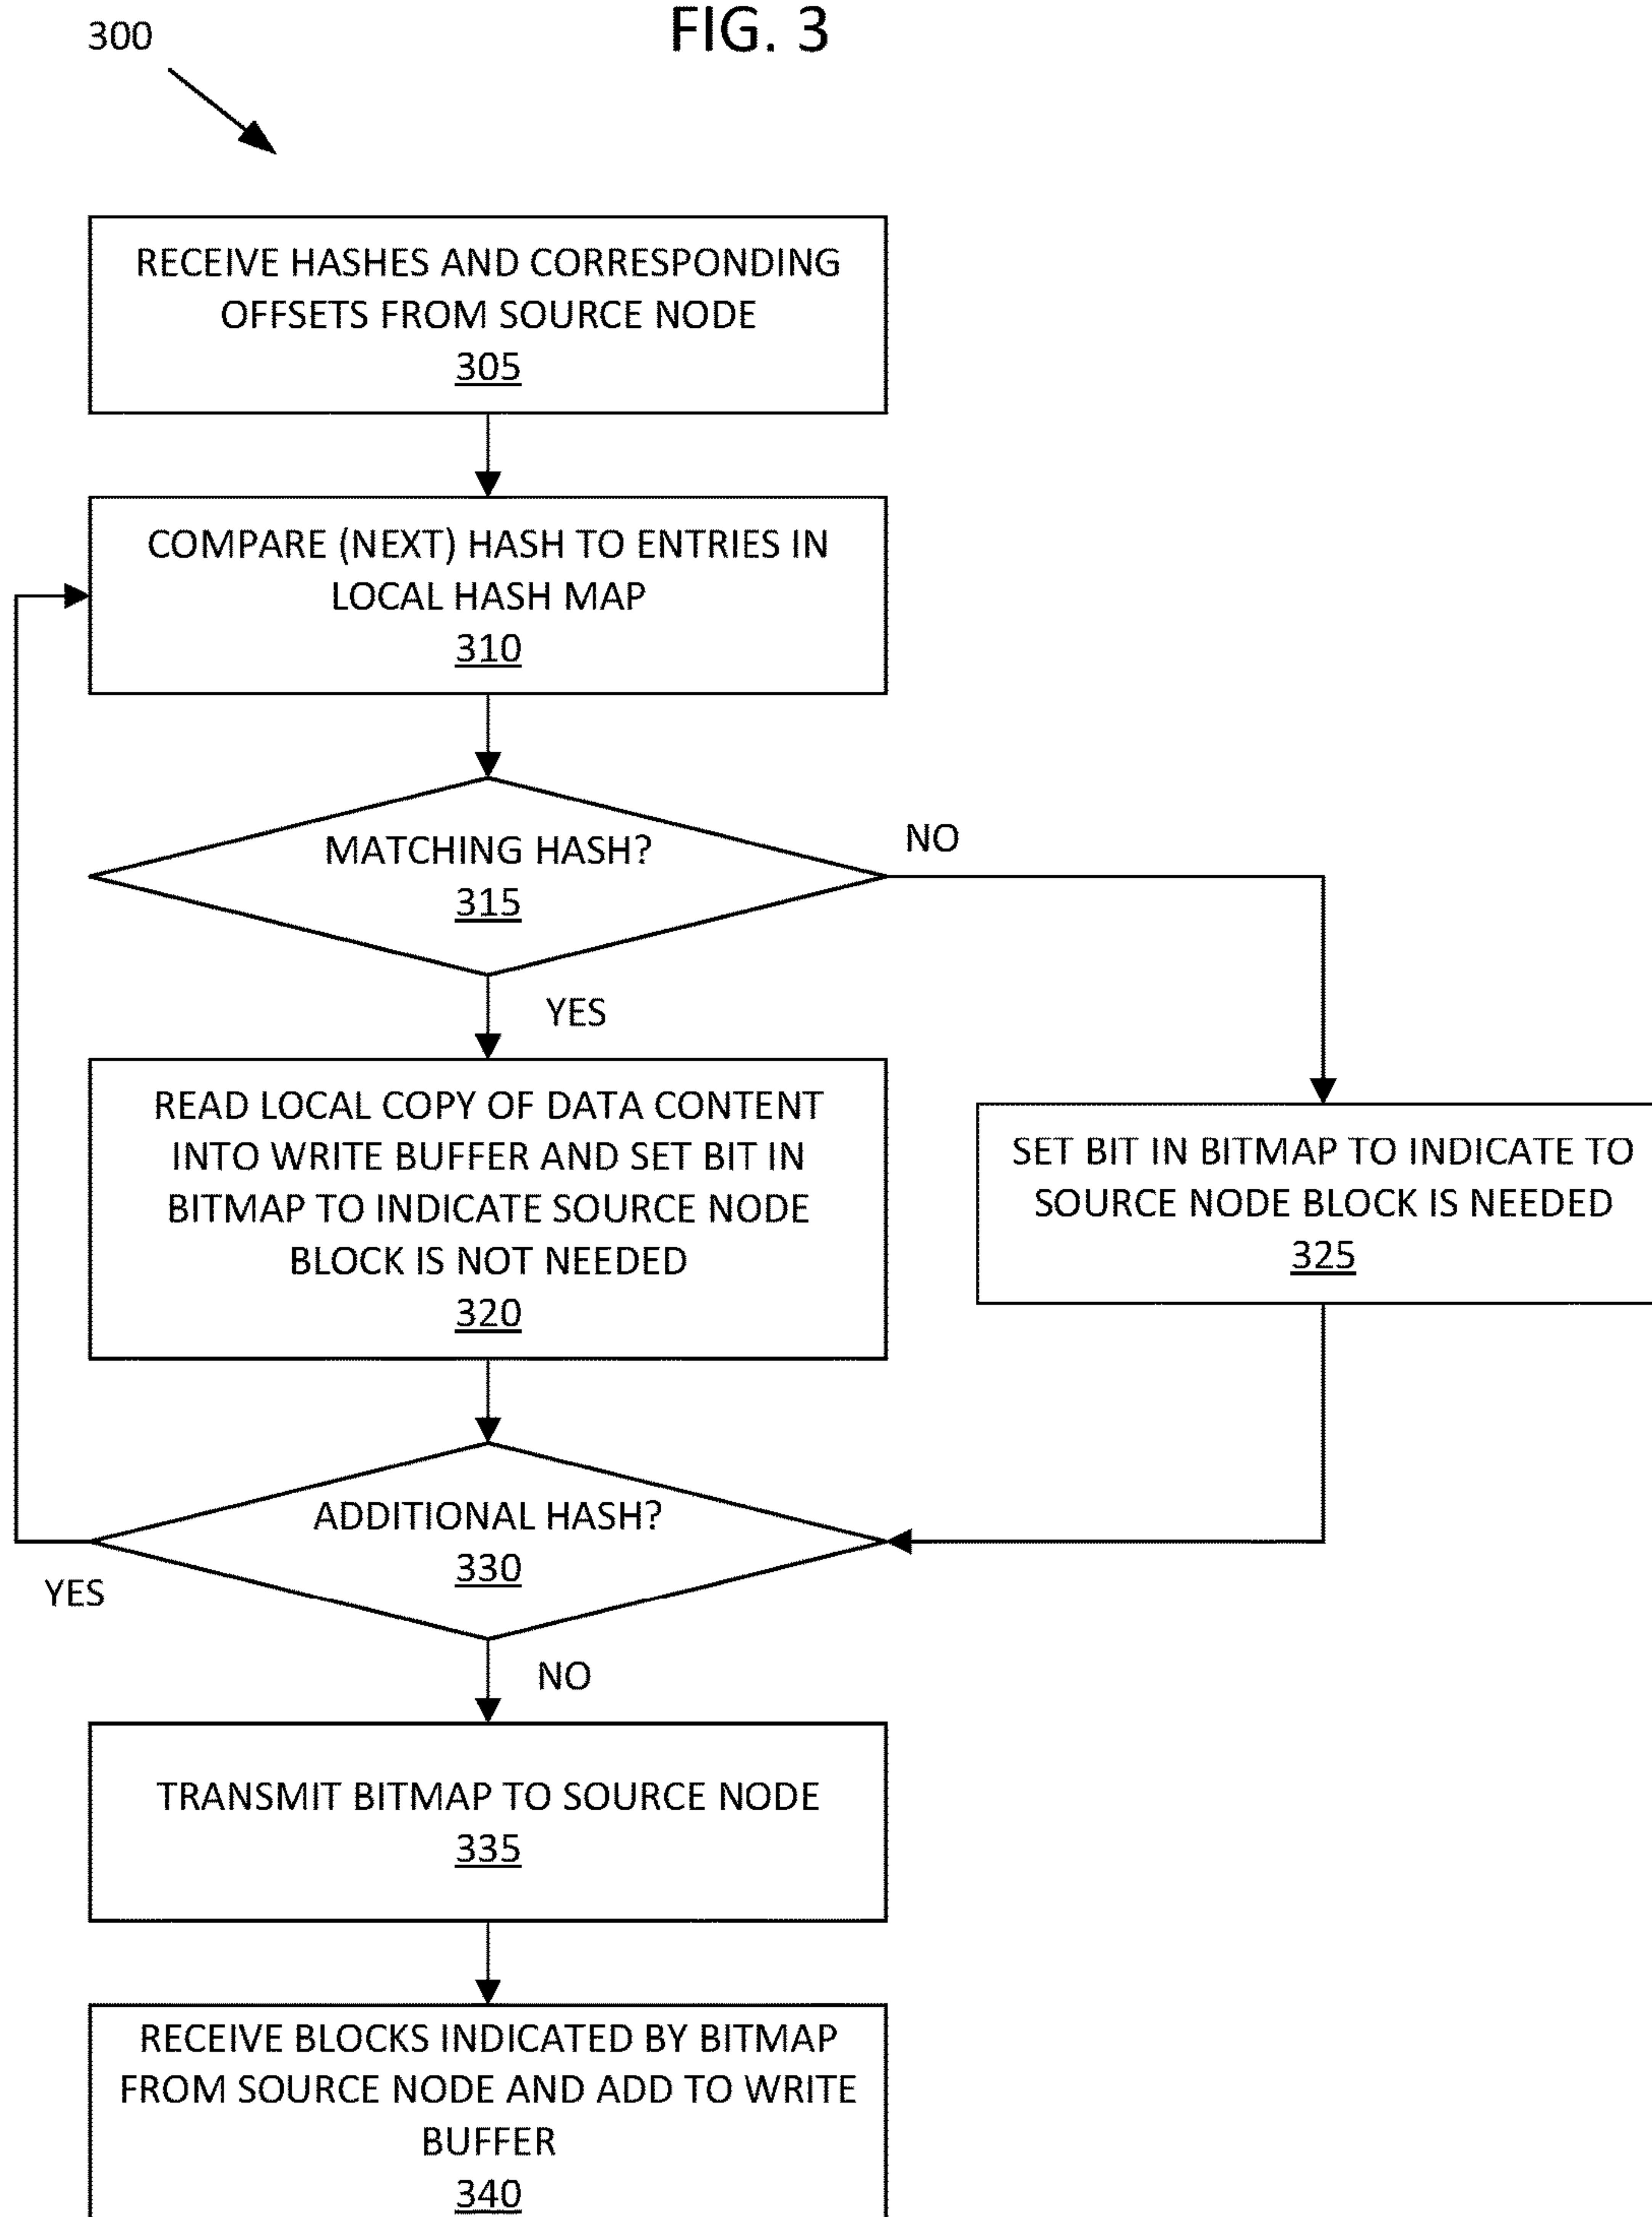 FIG. 3
300
RECEIVE HASHES AND CORRESPONDING
OFFSETS FROM SOURCE NODE
305
COMPARE (NEXT) HASH TO ENTRIES IN
LOCAL HASH MAP
310
MATCHING HASH?
315
NO
YES
READ LOCAL COPY OF DATA CONTENT
INTO WRITE BUFFER AND SET BIT IN
BITMAP TO INDICATE SOURCE NODE
BLOCK IS NOT NEEDED
320
SET BIT IN BITMAP TO INDICATE TO
SOURCE NODE BLOCK IS NEEDED
325
ADDITIONAL HASH?
330
YES
NO
TRANSMIT BITMAP TO SOURCE NODE
335
RECEIVE BLOCKS INDICATED BY BITMAP
FROM SOURCE NODE AND ADD TO WRITE
BUFFER
340